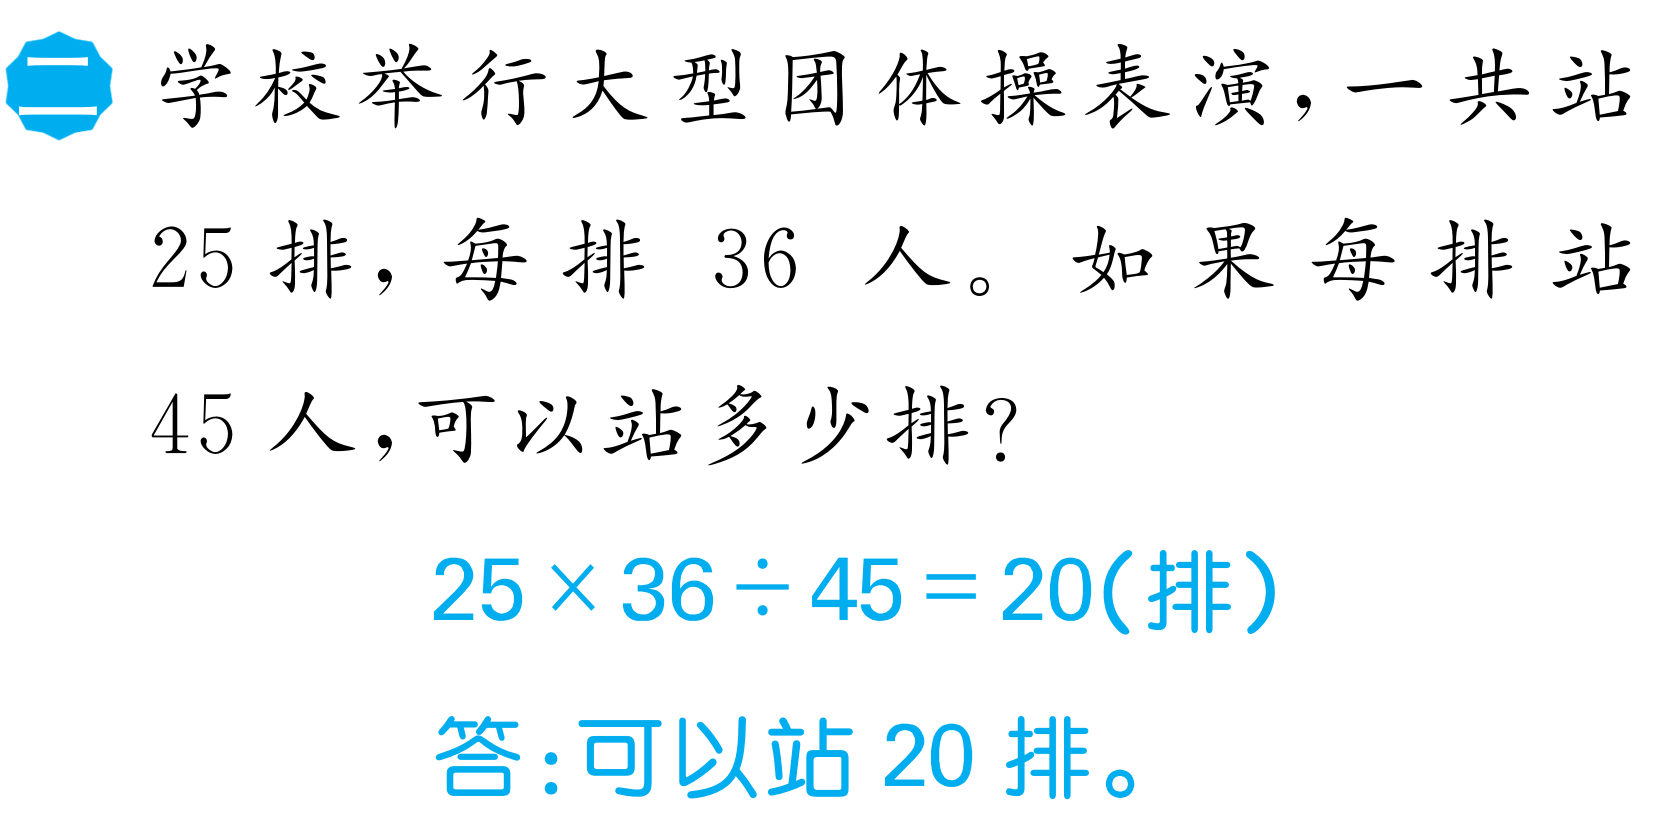 二 学校举行大型团体操表演,一共站
25 排,每排 36 人。如果每排站
45 人,可以站多少排?
25 × 36 ÷ 45 = 20(排)
答:可以站 20 排。